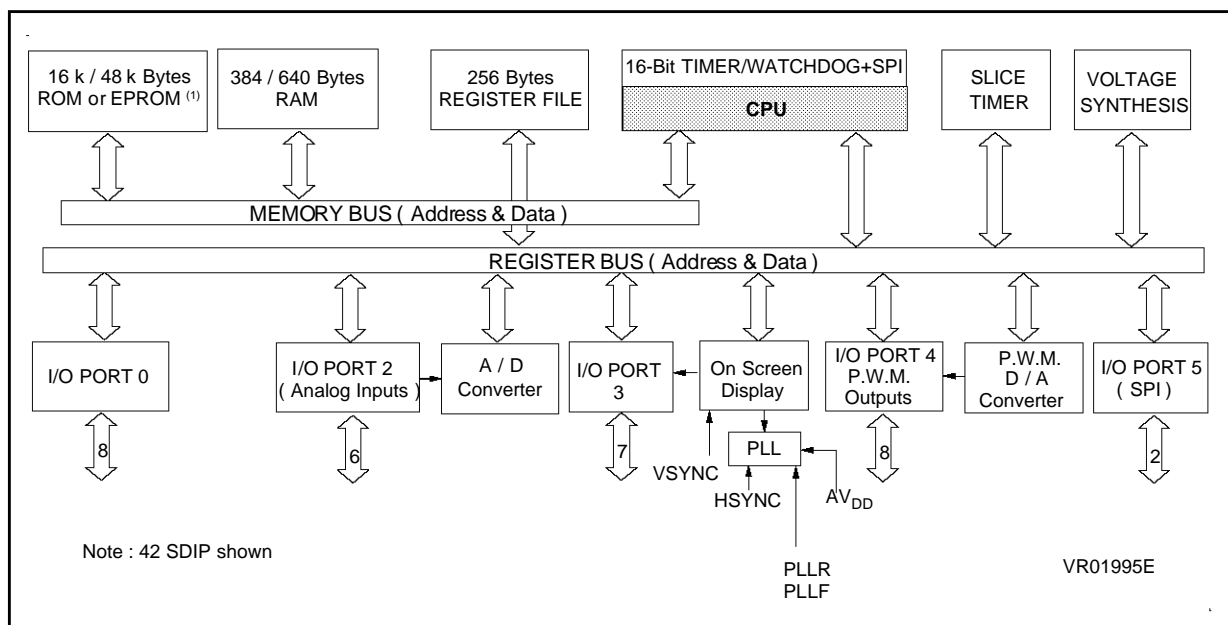 16 k / 48 k Bytes
ROM or EPROM (1)
384 / 640 Bytes
RAM
256 Bytes
REGISTER FILE
16-Bit TIMER/WATCHDOG+SPI
CPU
SLICE
TIMER
VOLTAGE
SYNTHESIS
MEMORY BUS ( Address & Data )
REGISTER BUS ( Address & Data )
I/O PORT 0
I/O PORT 2
( Analog Inputs )
A / D
Converter
I/O PORT
3
On Screen
Display
I/O PORT 4
P.W.M.
Outputs
P.W.M.
D / A
Converter
I/O PORT 5
( SPI )
PLL
8
6
7
8
2
VSYNC
HSYNC
AVDD
PLLR
PLLF
Note : 42 SDIP shown
VR01995E